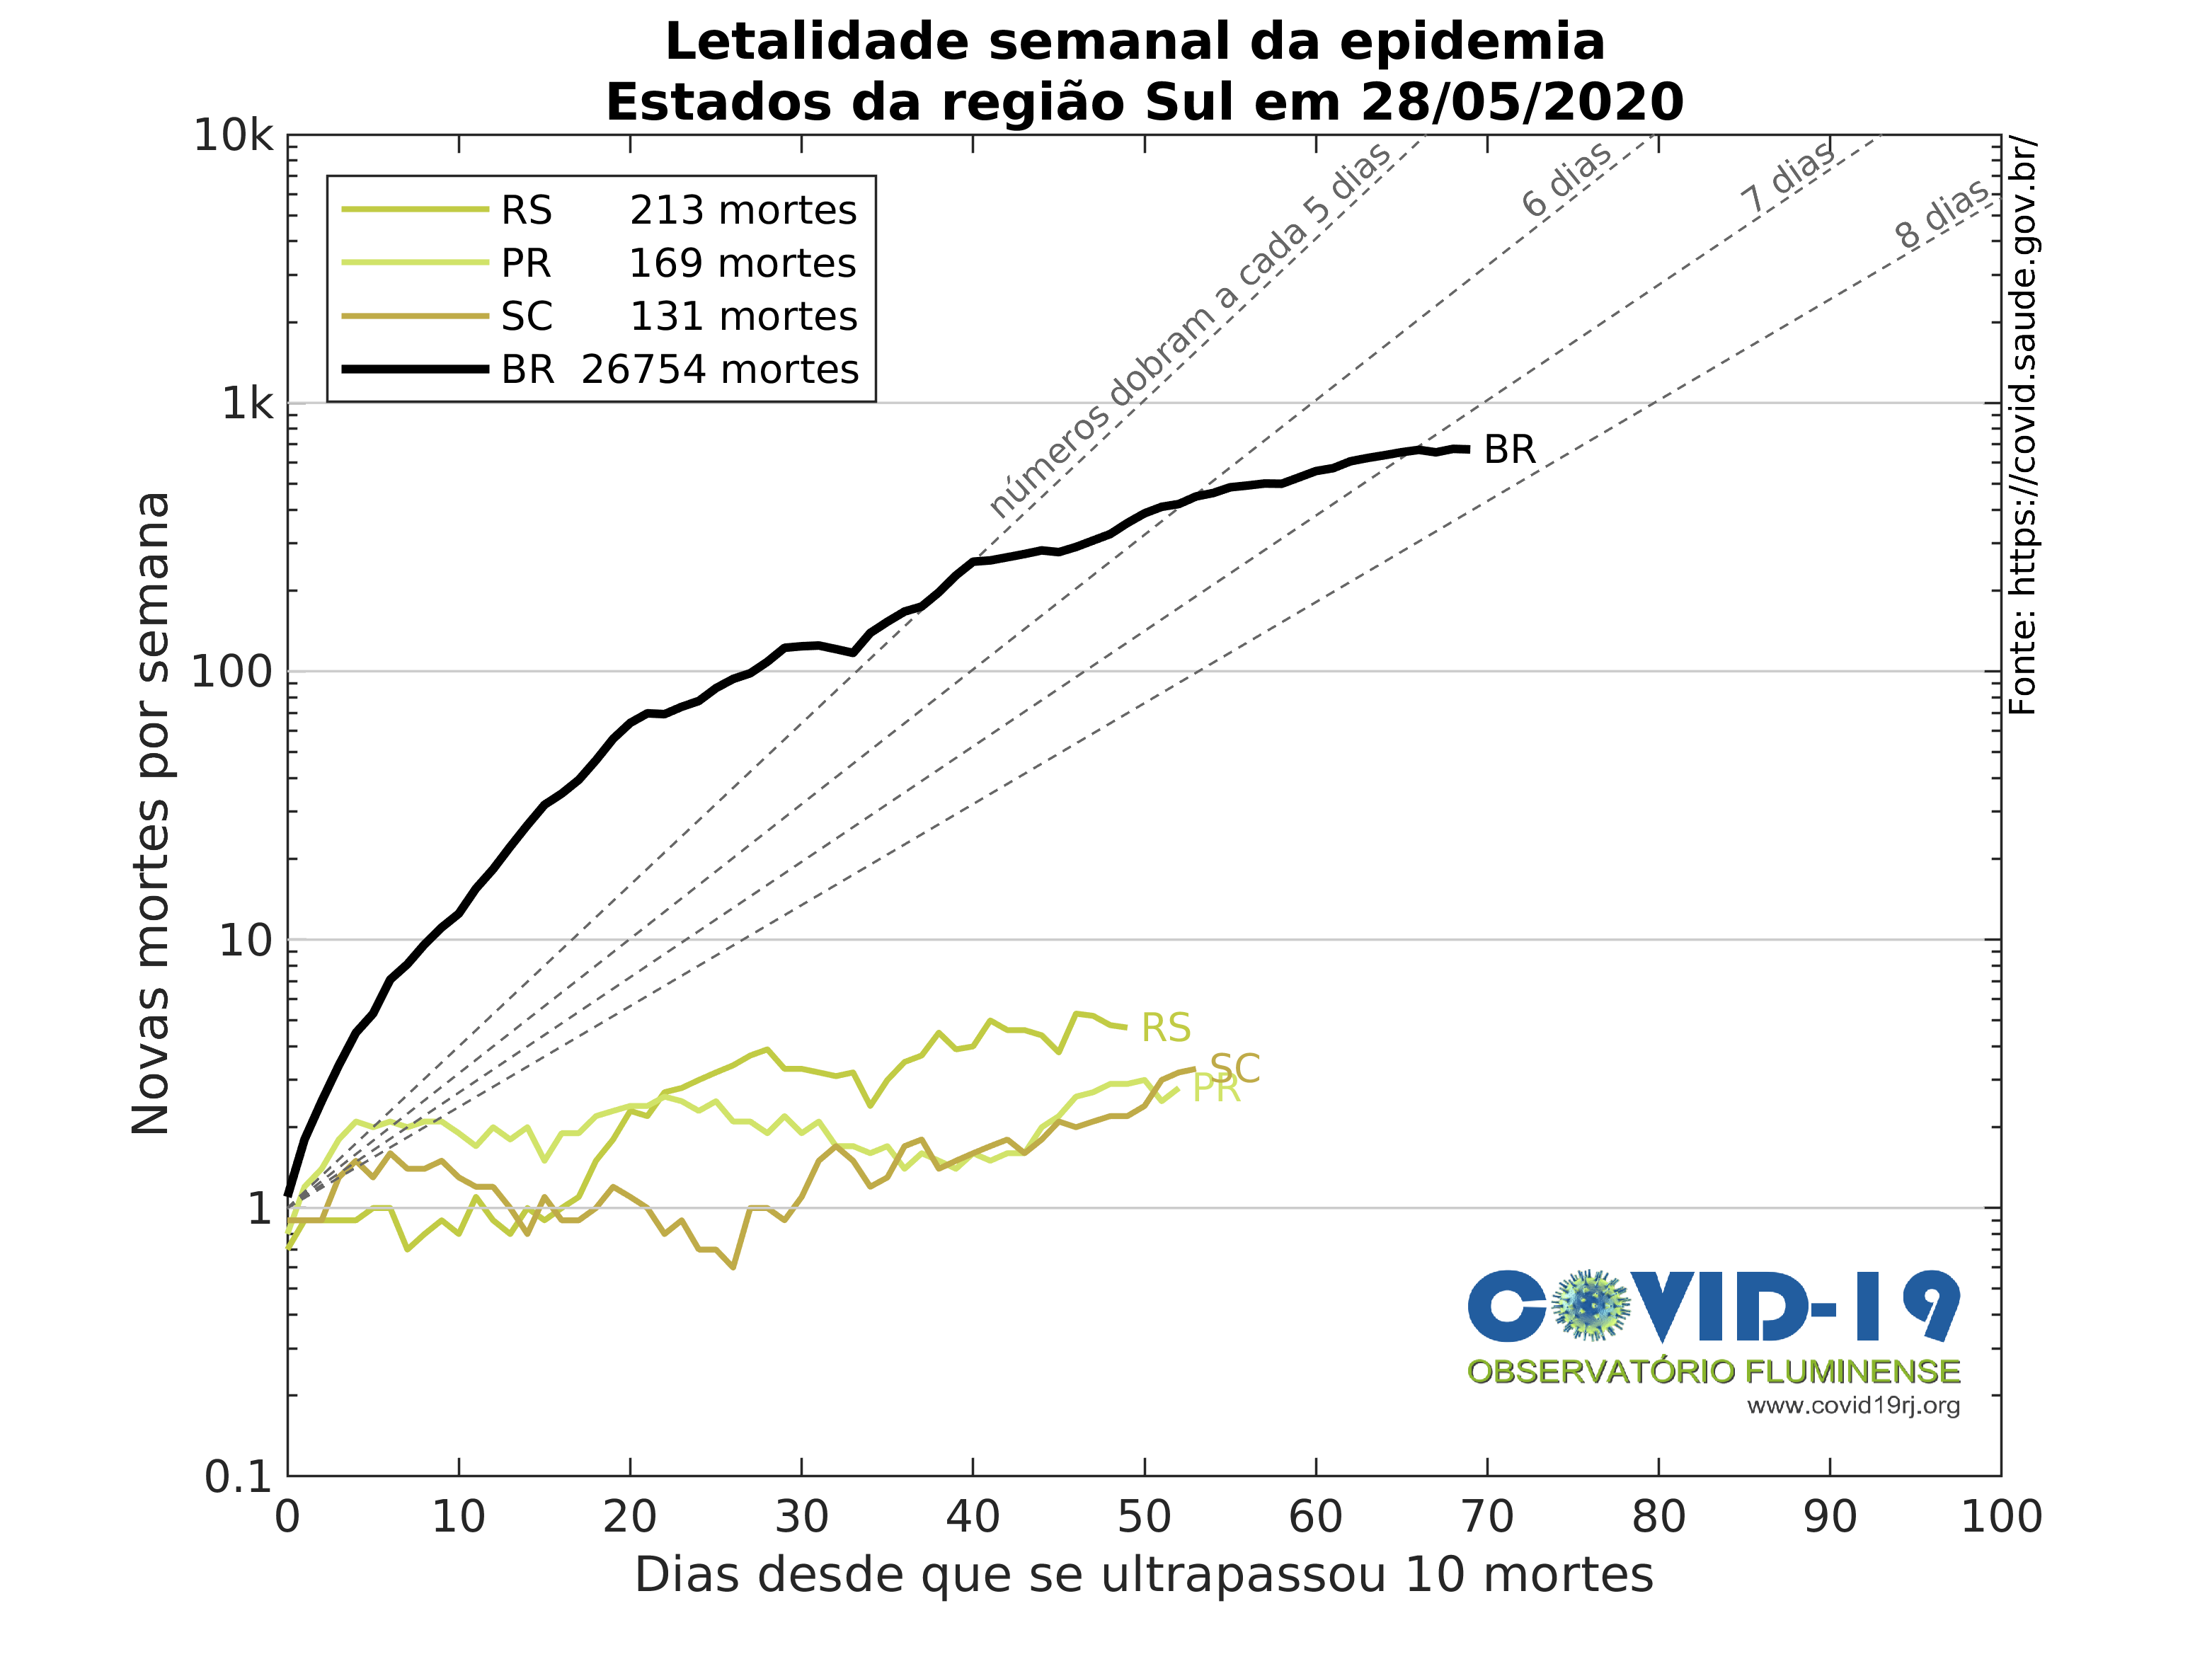 Letalidade semanal da epidemia
Estados da região Sul em 28/05/2020
10k
1k
100
10
1
0.1
Novas mortes por semana
RS 213 mortes
PR 169 mortes
SC 131 mortes
BR 26754 mortes
números dobram a cada 5 dias
6 dias
7 dias
8 dias
BR
RS
SC
PR
Fonte: https://covid.saude.gov.br/
COVID-19
OBSERVATÓRIO FLUMINENSE
www.covid19rj.org
0 10 20 30 40 50 60 70 80 90 100
Dias desde que se ultrapassou 10 mortes